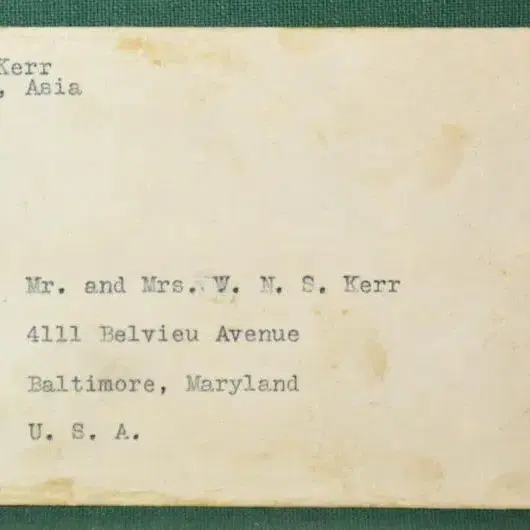 Kerr
, Asia
Mr. and Mrs. W. N. S. Kerr
4111 Belvieu Avenue
Baltimore, Maryland
U. S. A.